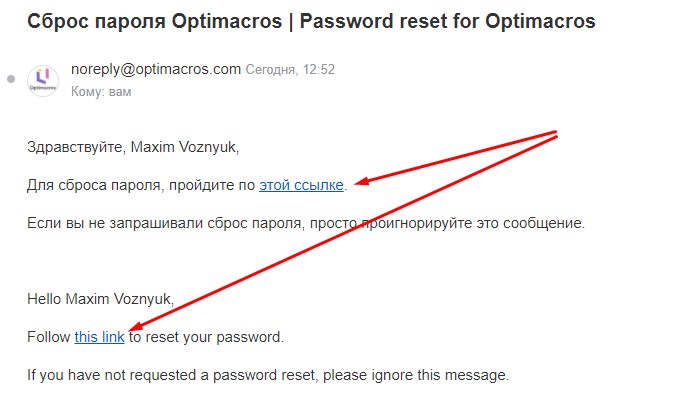 Сброс пароля Optimacros | Password reset for Optimacros
noreply@optimacros.com Сегодня, 12:52
Optimacros
Кому: вам
Здравствуйте, Maxim Voznyuk,
Для сброса пароля, пройдите по этой ссылке.
Если вы не запрашивали сброс пароля, просто проигнорируйте это сообщение.
Hello Maxim Voznyuk,
Follow this link to reset your password.
If you have not requested a password reset, please ignore this message.